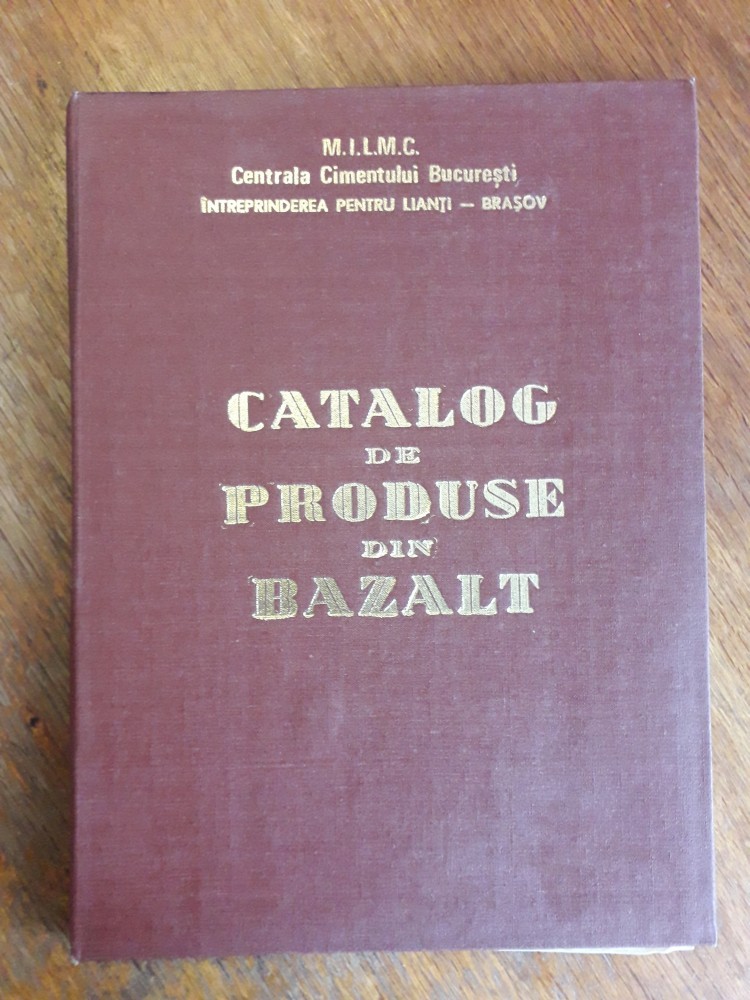 M.I.L.M.C.
Centrala Cimentului București
ÎNTREPRINDEREA PENTRU LIANȚI — BRAȘOV
CATALOG
DE
PRODUSE
DIN
BAZALT